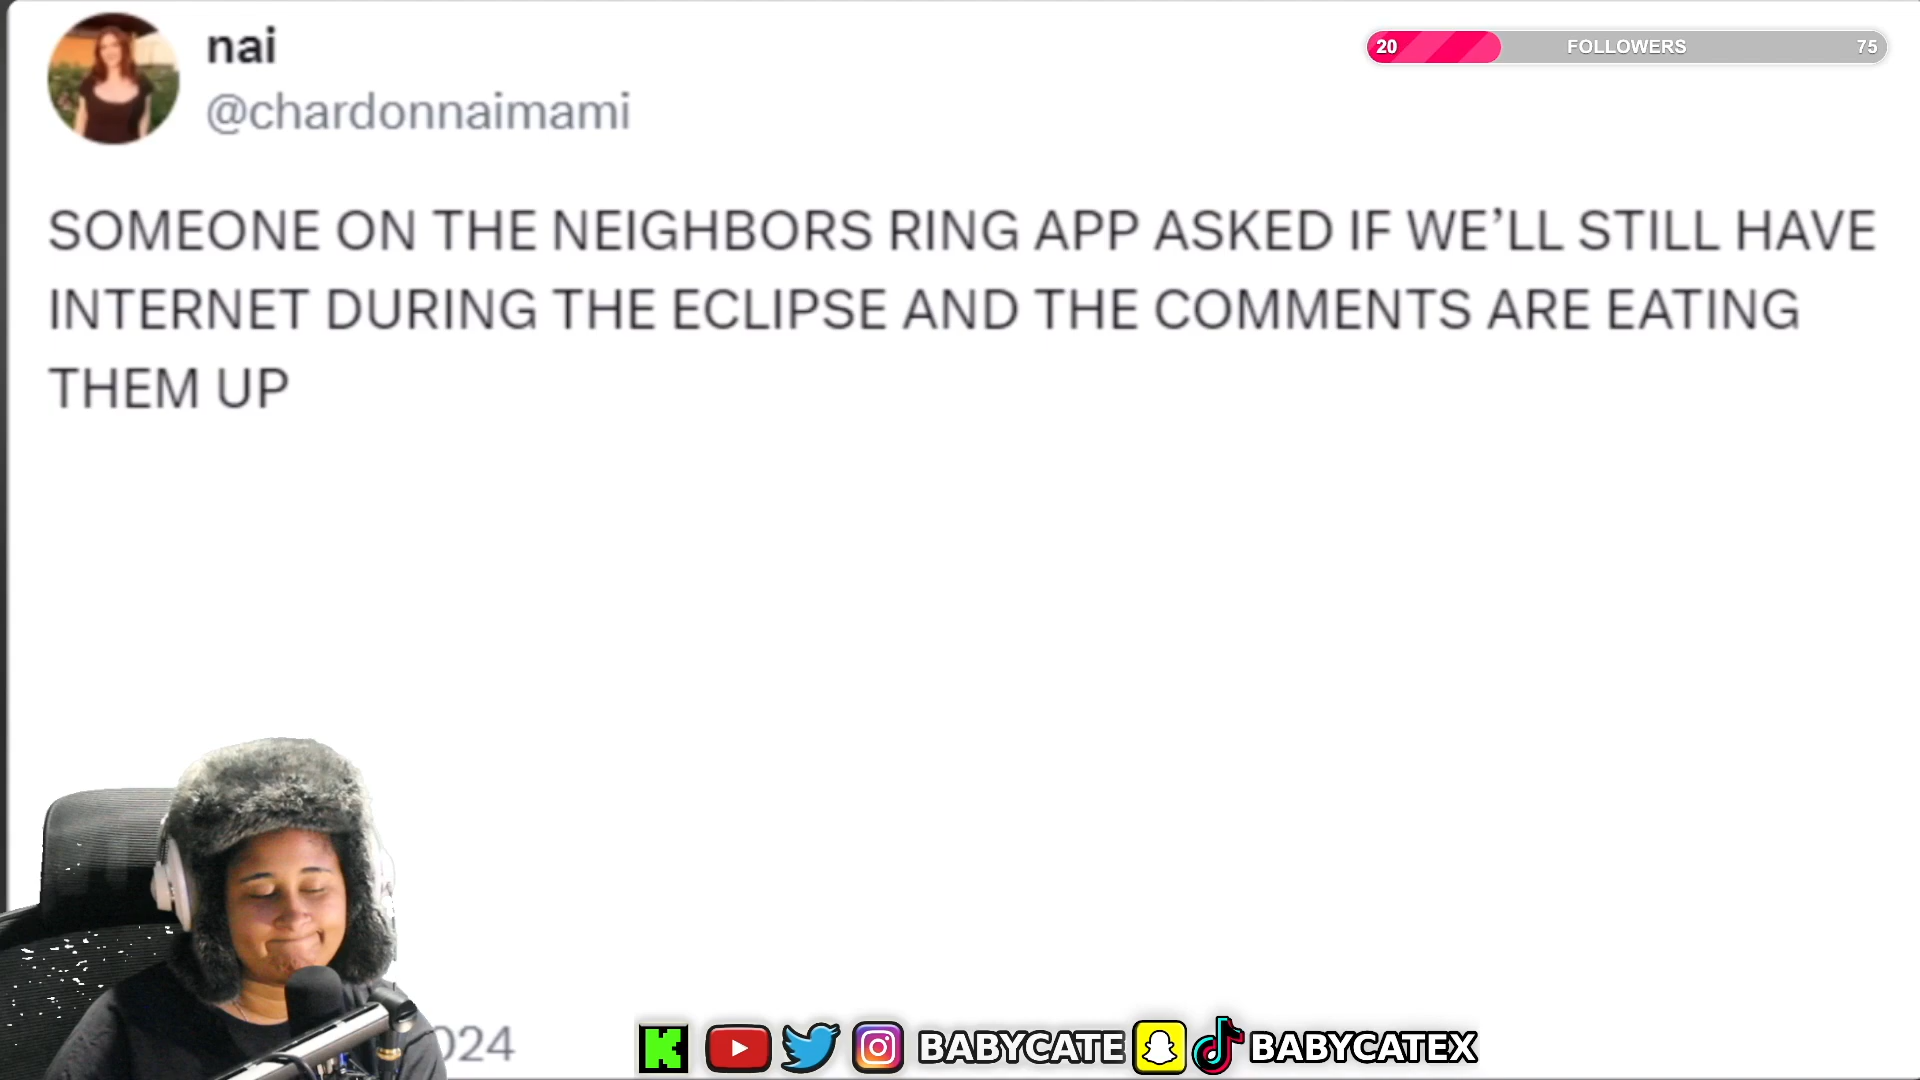 nai
@chardonnaimami
20 FOLLOWERS 75
SOMEONE ON THE NEIGHBORS RING APP ASKED IF WE’LL STILL HAVE
INTERNET DURING THE ECLIPSE AND THE COMMENTS ARE EATING
THEM UP
024
BABYCATE BABYCATEX